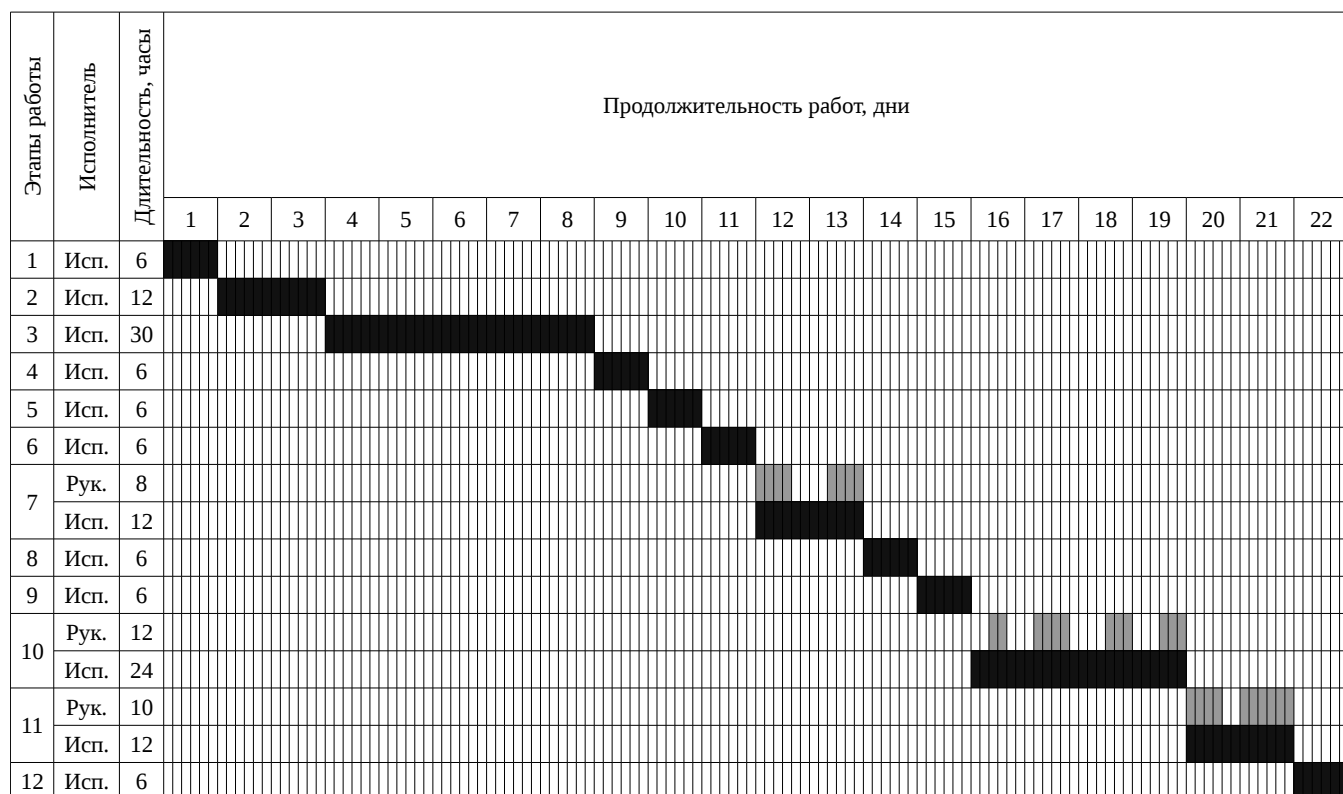 Этапы работы
Исполнитель
Длительность, часы
Продолжительность работ, дни
1 2 3 4 5 6 7 8 9 10 11 12 13 14 15 16 17 18 19 20 21 22
1 Исп. 6
2 Исп. 12
3 Исп. 30
4 Исп. 6
5 Исп. 6
6 Исп. 6
7 Рук. 8
Исп. 12
8 Исп. 6
9 Исп. 6
10 Рук. 12
Исп. 24
11 Рук. 10
Исп. 12
12 Исп. 6